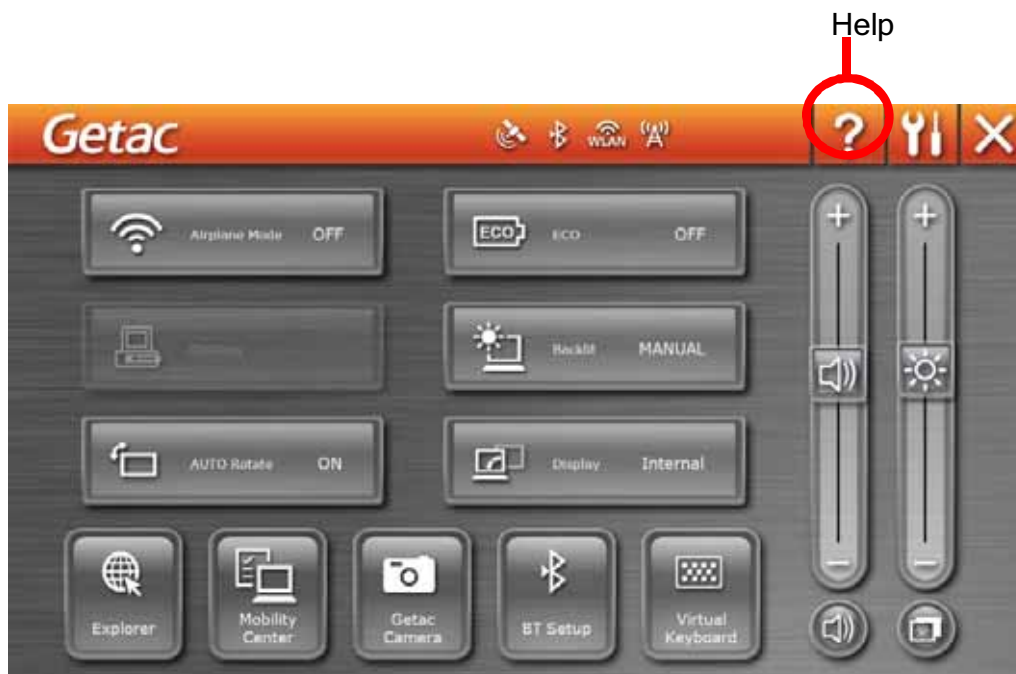 Help
Getac
WLAN
?
Airplane Mode OFF
ECO ECO OFF
Backlit MANUAL
AUTO Rotate ON
Display Internal
Explorer
Mobility
Center
Getac
Camera
BT Setup
Virtual
Keyboard